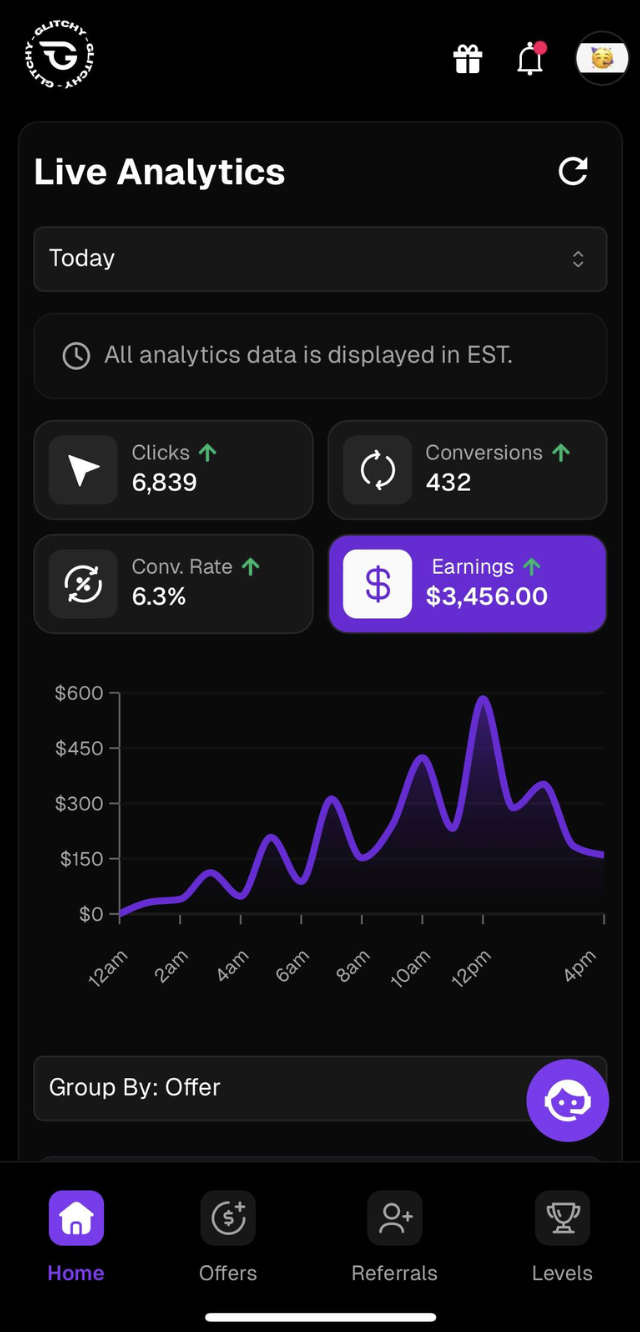 GLITCHY - GLITCHY - GLITCHY -
Live Analytics
Today
All analytics data is displayed in EST.
Clicks
6,839
Conversions
432
Conv. Rate
6.3%
Earnings
$3,456.00
$600
$450
$300
$150
$0
12am
2am
4am
6am
8am
10am
12pm
4pm
Group By: Offer
Home
Offers
Referrals
Levels